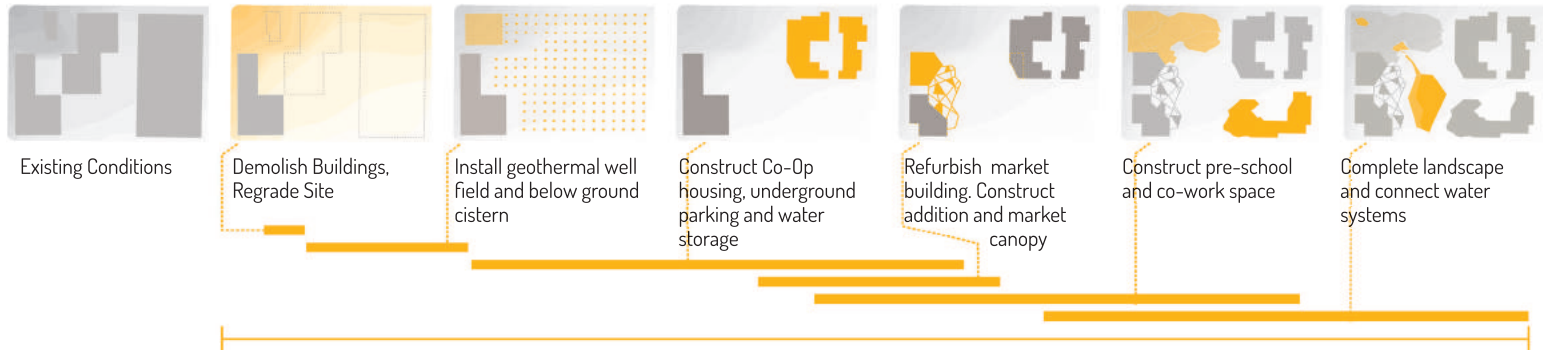 Existing Conditions
Demolish Buildings,
Regrade Site
Install geothermal well
field and below ground
cistern
Construct Co-Op
housing, underground
parking and water
storage
Refurbish market
building. Construct
addition and market
canopy
Construct pre-school
and co-work space
Complete landscape
and connect water
systems